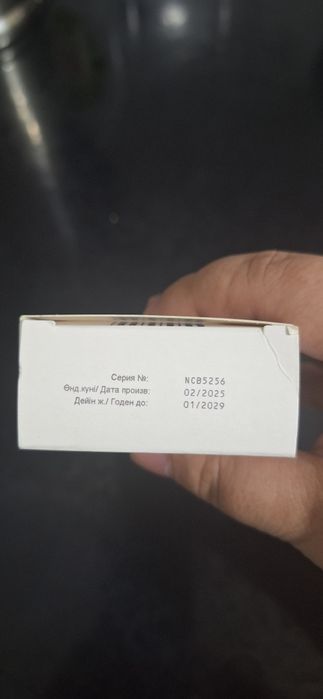 Серия №: NCB5256
Өнд.күні/ Дата произв: 02/2025
Дейін ж./ Годен до: 01/2029